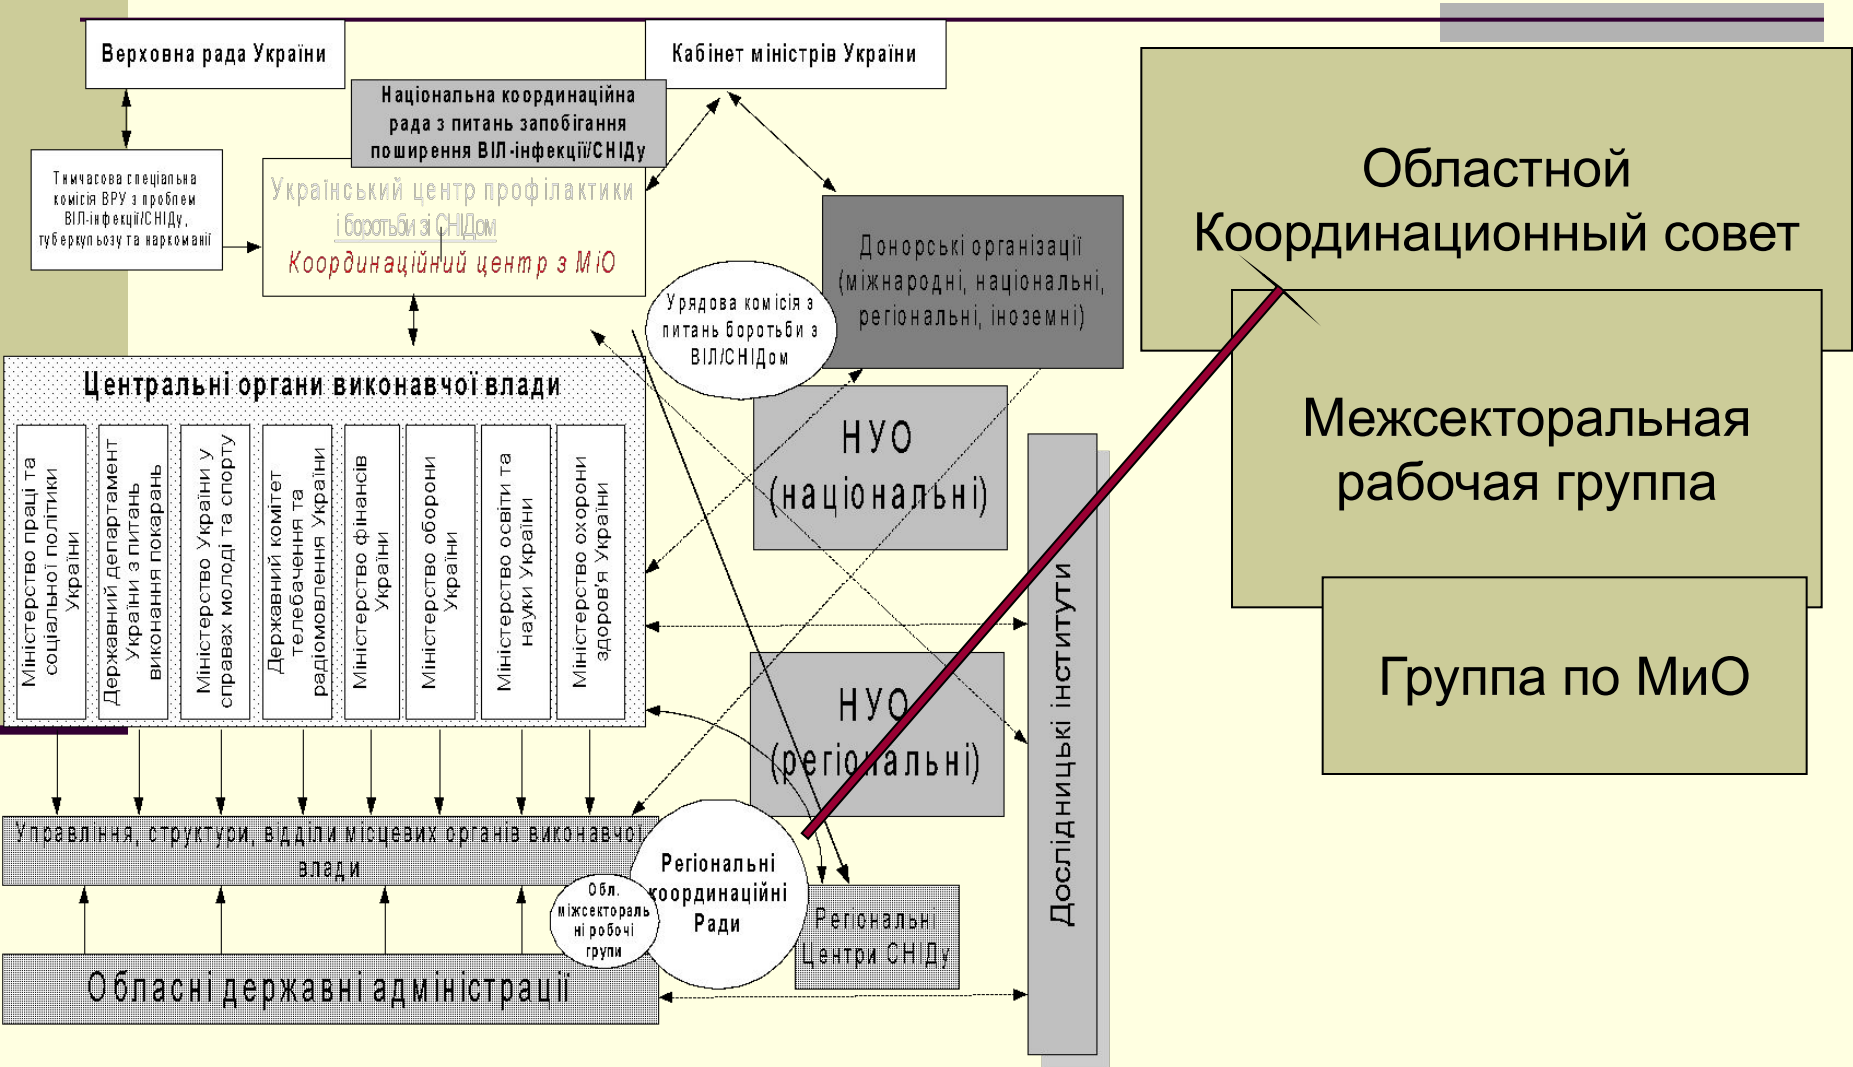 Верховна рада України
Кабінет міністрів України
Національна координаційна
рада з питань запобігання
поширення ВІЛ-інфекції/СНІДу
Тимчасова спеціальна
комісія ВРУ з проблем
ВІЛ-інфекції/СНІДу,
туберкульозу та наркоманії
Український центр профілактики
і боротьби зі СНІДом
Координаційний центр з МіО
Донорські організації
(міжнародні, національні,
регіональні, іноземні)
Урядова комісія з
питань боротьби з
ВІЛ/СНІДом
Центральні органи виконавчої влади
Міністерство праці та
соціальної політики
України
Державний департамент
України з питань
виконання покарань
Міністерство України у
справах молоді та спорту
Державний комітет
телебачення та
радіомовлення України
Міністерство фінансів
України
Міністерство оборони
України
Міністерство освіти та
науки України
Міністерство охорони
здоров'я України
НУО
(національні)
НУО
(регіональні)
Дослідницькі інститути
Управління, структури, відділи місцевих органів виконавчої
влади
Регіональні
координаційні
Ради
Обл.
міжсектораль
ні робочі
групи
Регіональні
Центри СНІДу
Обласні державні адміністрації
Областной
Координационный совет
Межсекторальная
рабочая группа
Группа по МиО